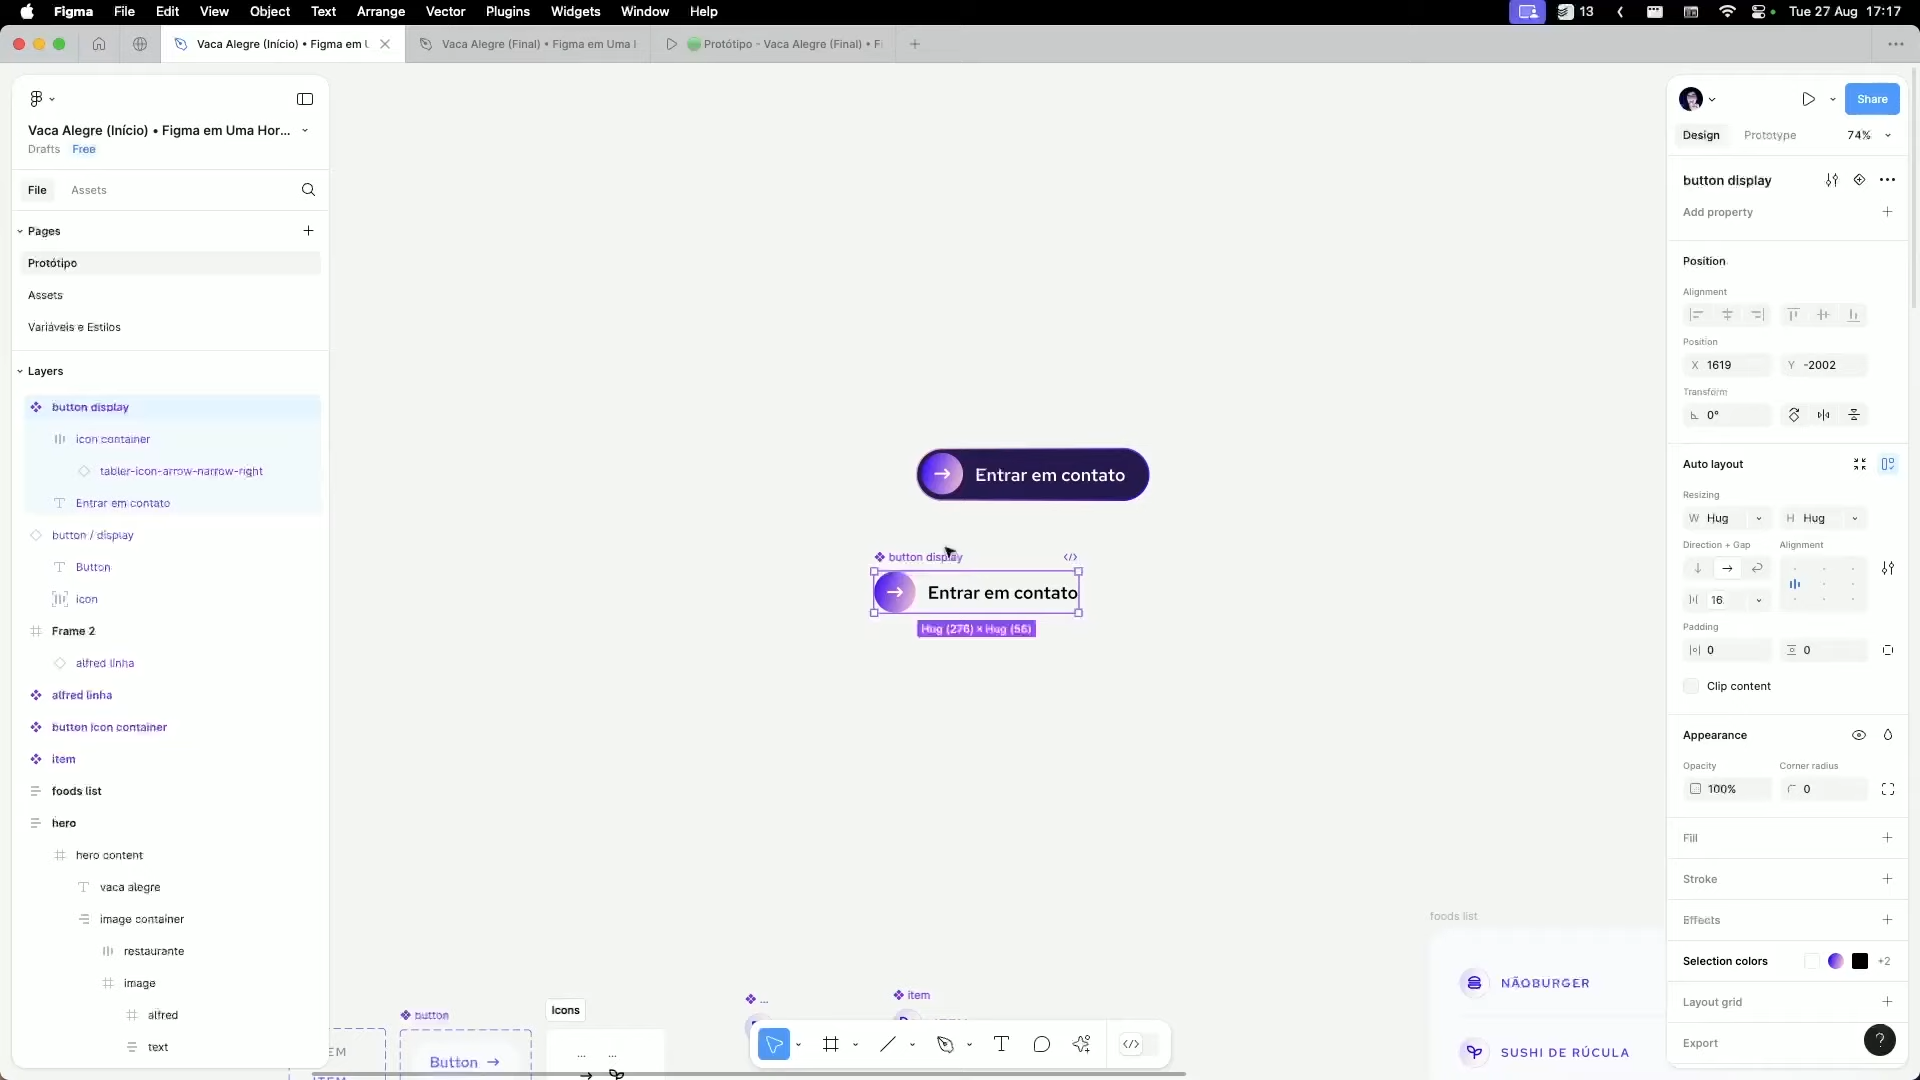 Figma File Edit View Object Text Arrange Vector Plugins Widgets Window Help 13 Tue 27 Aug 17:17
Vaca Alegre (Início) • Figma em U
Vaca Alegre (Final) • Figma em Uma
Protótipo - Vaca Alegre (Final) • F
Vaca Alegre (Início) • Figma em Uma Hor...
Drafts Free
File Assets
Pages
Protótipo
Assets
Variáveis e Estilos
Layers
button display
icon container
tabler-icon-arrow-narrow-right
Entrar em contato
button / display
Button
icon
Frame 2
alfred linha
alfred linha
button icon container
item
foods list
hero
hero content
vaca alegre
image container
restaurante
image
alfred
text
Entrar em contato
button display
Entrar em contato
Hug (276) × Hug (56)
foods list
NÃOBURGER
SUSHI DE RÚCULA
button
Button
Icons
...
item
... ...
Share
Design Prototype 74%
button display
Add property
Position
Alignment
Position
X 1619 Y -2002
Transform
0°
Auto layout
Resizing
W Hug H Hug
Direction + Gap Alignment
16
Padding
0 0
Clip content
Appearance
Opacity Corner radius
100% 0
Fill
Stroke
Effects
Selection colors +2
Layout grid
Export
?